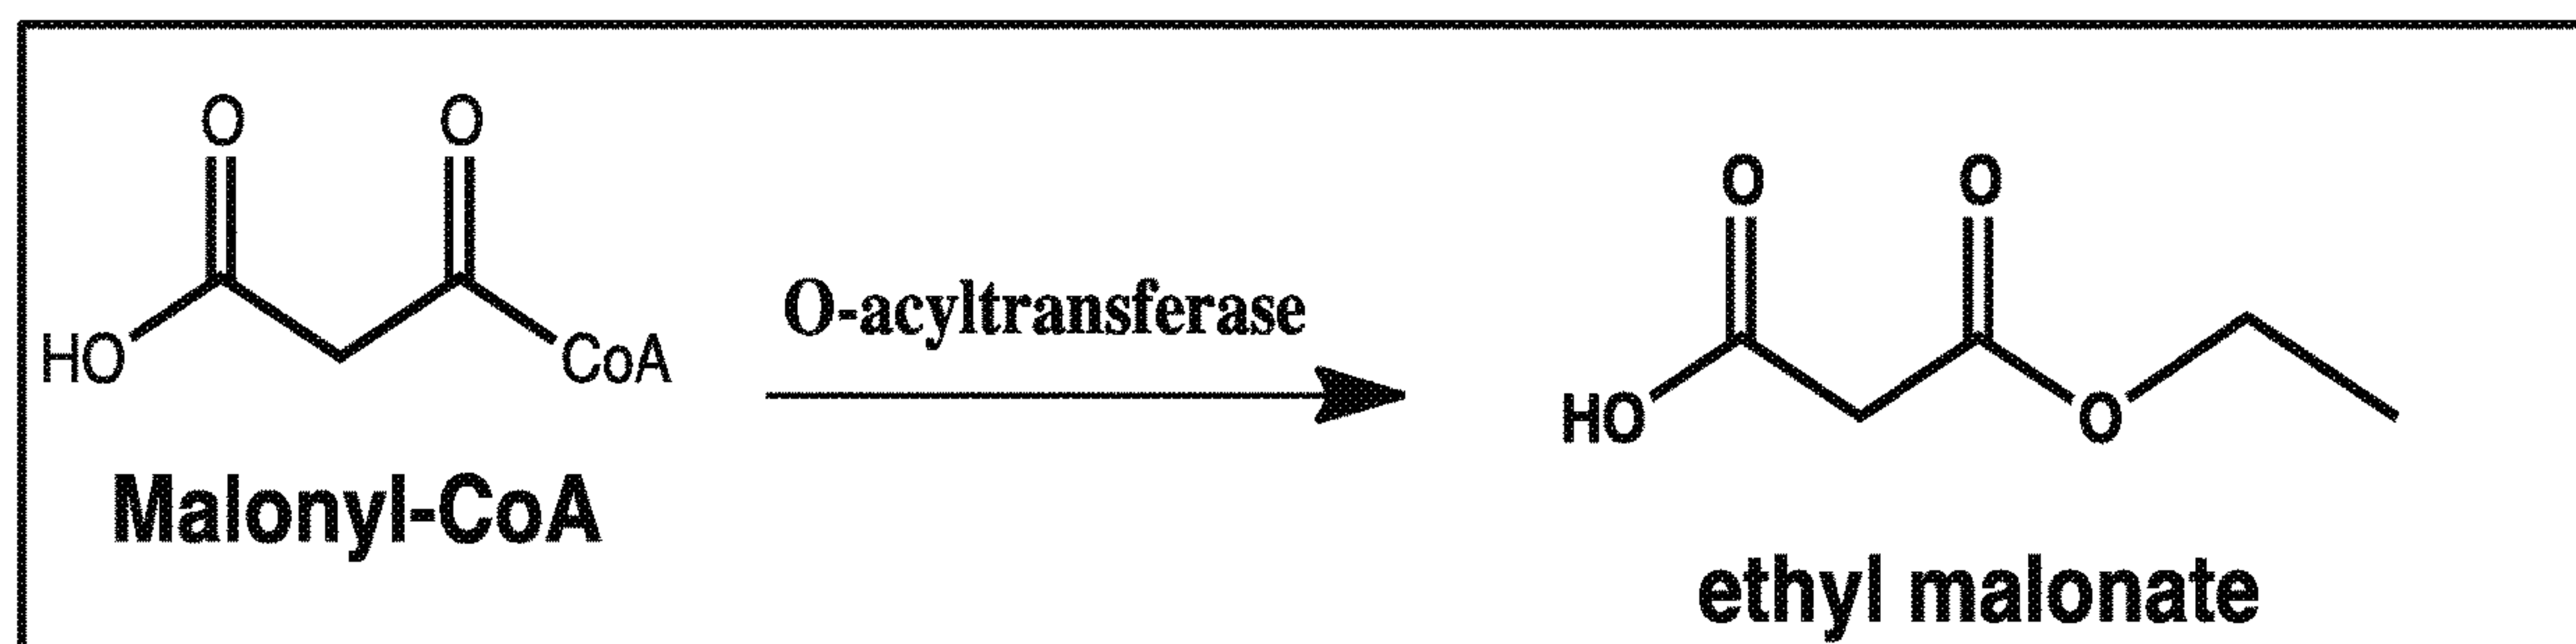 O O
HO CoA
Malonyl-CoA
O-acyltransferase
O O
HO O
ethyl malonate